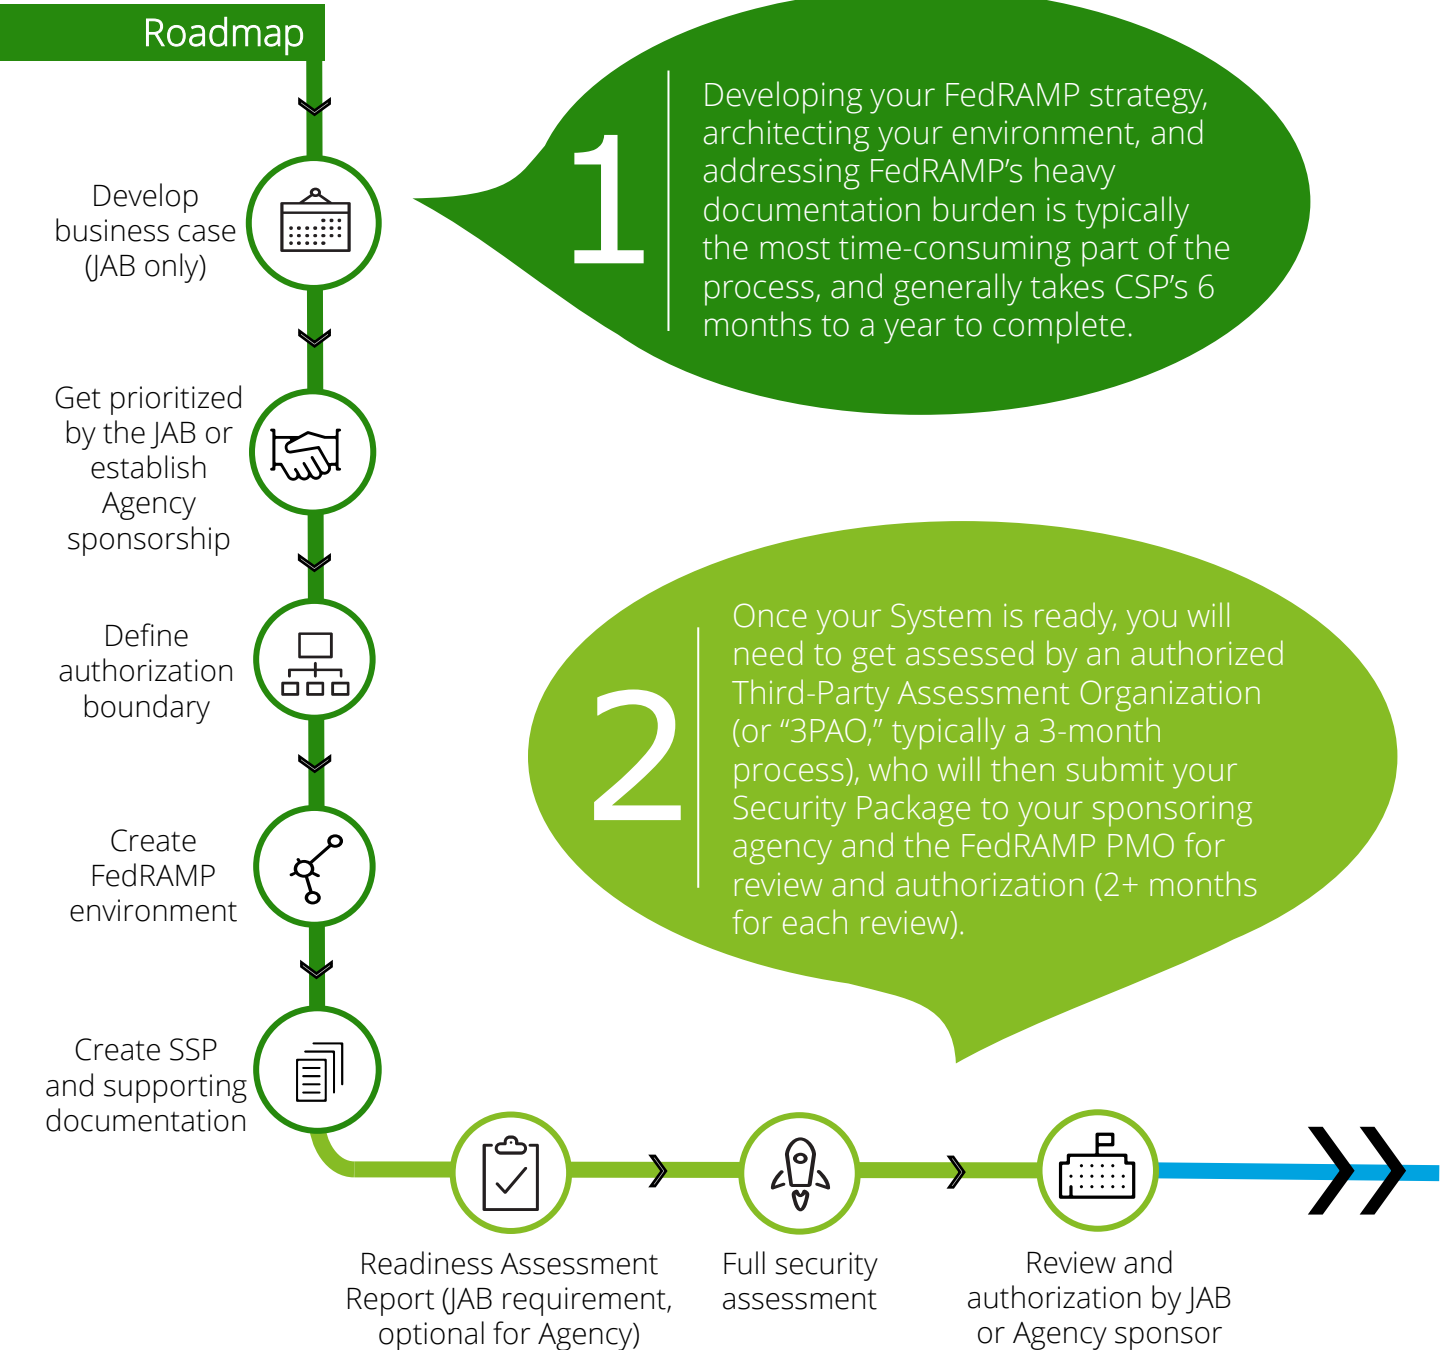 Roadmap
1
Developing your FedRAMP strategy,
architecting your environment, and
addressing FedRAMP’s heavy
documentation burden is typically
the most time-consuming part of the
process, and generally takes CSP’s 6
months to a year to complete.
Develop
business case
(JAB only)
Get prioritized
by the JAB or
establish
Agency
sponsorship
Define
authorization
boundary
2
Once your System is ready, you will
need to get assessed by an authorized
Third-Party Assessment Organization
(or “3PAO,” typically a 3-month
process), who will then submit your
Security Package to your sponsoring
agency and the FedRAMP PMO for
review and authorization (2+ months
for each review).
Create
FedRAMP
environment
Create SSP
and supporting
documentation
Readiness Assessment
Report (JAB requirement,
optional for Agency)
Full security
assessment
Review and
authorization by JAB
or Agency sponsor